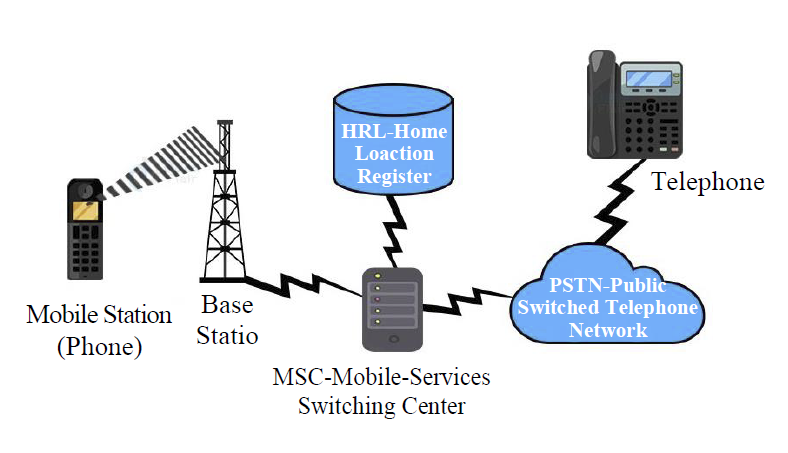 HRL-Home
Loaction
Register
Telephone
PSTN-Public
Switched Telephone
Network
Mobile Station
(Phone)
Base
Statio
MSC-Mobile-Services
Switching Center